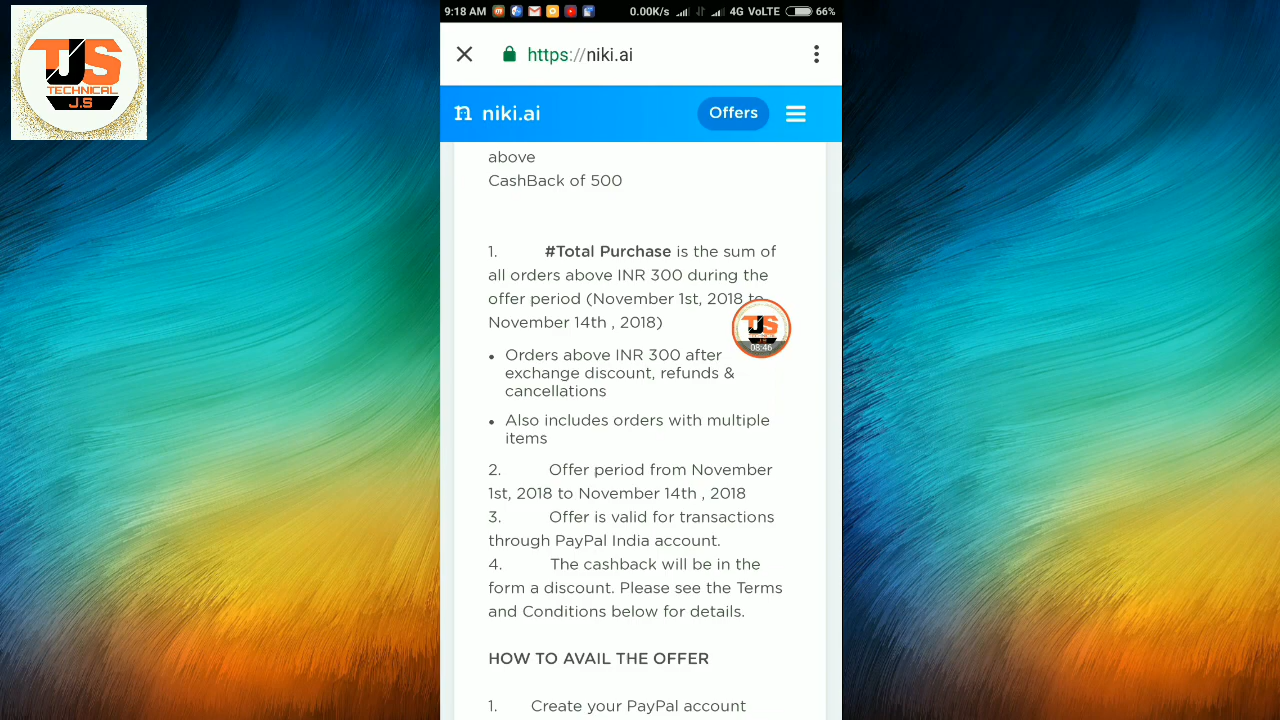 TJS
TECHNICAL
J.S
9:18 AM
0.00K/s
4G VoLTE
66%
https://niki.ai
niki.ai
Offers
above
CashBack of 500
1. #Total Purchase is the sum of
all orders above INR 300 during the
offer period (November 1st, 2018 to
November 14th , 2018)
TJS
08:46
• Orders above INR 300 after
exchange discount, refunds &
cancellations
• Also includes orders with multiple
items
2. Offer period from November
1st, 2018 to November 14th , 2018
3. Offer is valid for transactions
through PayPal India account.
4. The cashback will be in the
form a discount. Please see the Terms
and Conditions below for details.
HOW TO AVAIL THE OFFER
1. Create your PayPal account